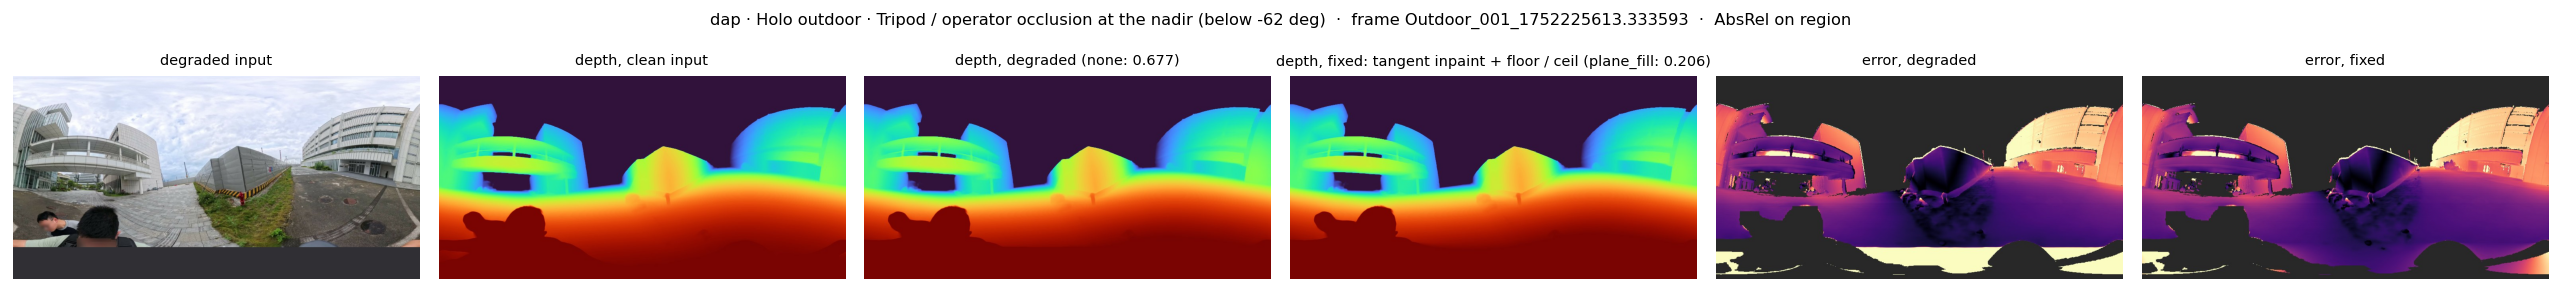 dap · Holo outdoor · Tripod / operator occlusion at the nadir (below -62 deg)  ·  frame Outdoor_001_1752225613.333593  ·  AbsRel on region
degraded input
depth, clean input
depth, degraded (none: 0.677)
depth, fixed: tangent inpaint + floor / ceil (plane_fill: 0.206)
error, degraded
error, fixed